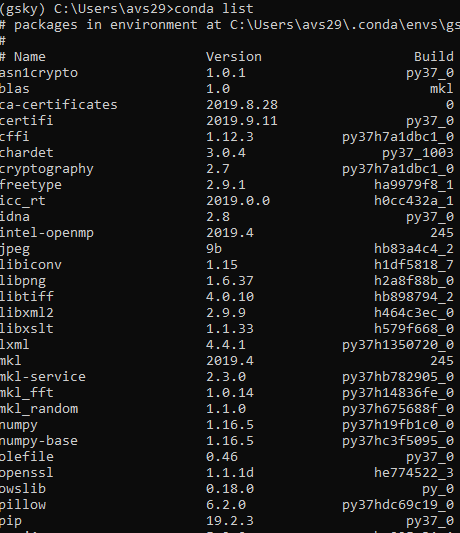 (gsky) C:\Users\avs29>conda list
# packages in environment at C:\Users\avs29\.conda\envs\gs
#
# Name Version Build
asn1crypto 1.0.1 py37_0
blas 1.0 mkl
ca-certificates 2019.8.28 0
certifi 2019.9.11 py37_0
cffi 1.12.3 py37h7a1dbc1_0
chardet 3.0.4 py37_1003
cryptography 2.7 py37h7a1dbc1_0
freetype 2.9.1 ha9979f8_1
icc_rt 2019.0.0 h0cc432a_1
idna 2.8 py37_0
intel-openmp 2019.4 245
jpeg 9b hb83a4c4_2
libiconv 1.15 h1df5818_7
libpng 1.6.37 h2a8f88b_0
libtiff 4.0.10 hb898794_2
libxml2 2.9.9 h464c3ec_0
libxslt 1.1.33 h579f668_0
lxml 4.4.1 py37h1350720_0
mkl 2019.4 245
mkl-service 2.3.0 py37hb782905_0
mkl_fft 1.0.14 py37h14836fe_0
mkl_random 1.1.0 py37h675688f_0
numpy 1.16.5 py37h19fb1c0_0
numpy-base 1.16.5 py37hc3f5095_0
olefile 0.46 py37_0
openssl 1.1.1d he774522_3
owslib 0.18.0 py_0
pillow 6.2.0 py37hdc69c19_0
pip 19.2.3 py37_0